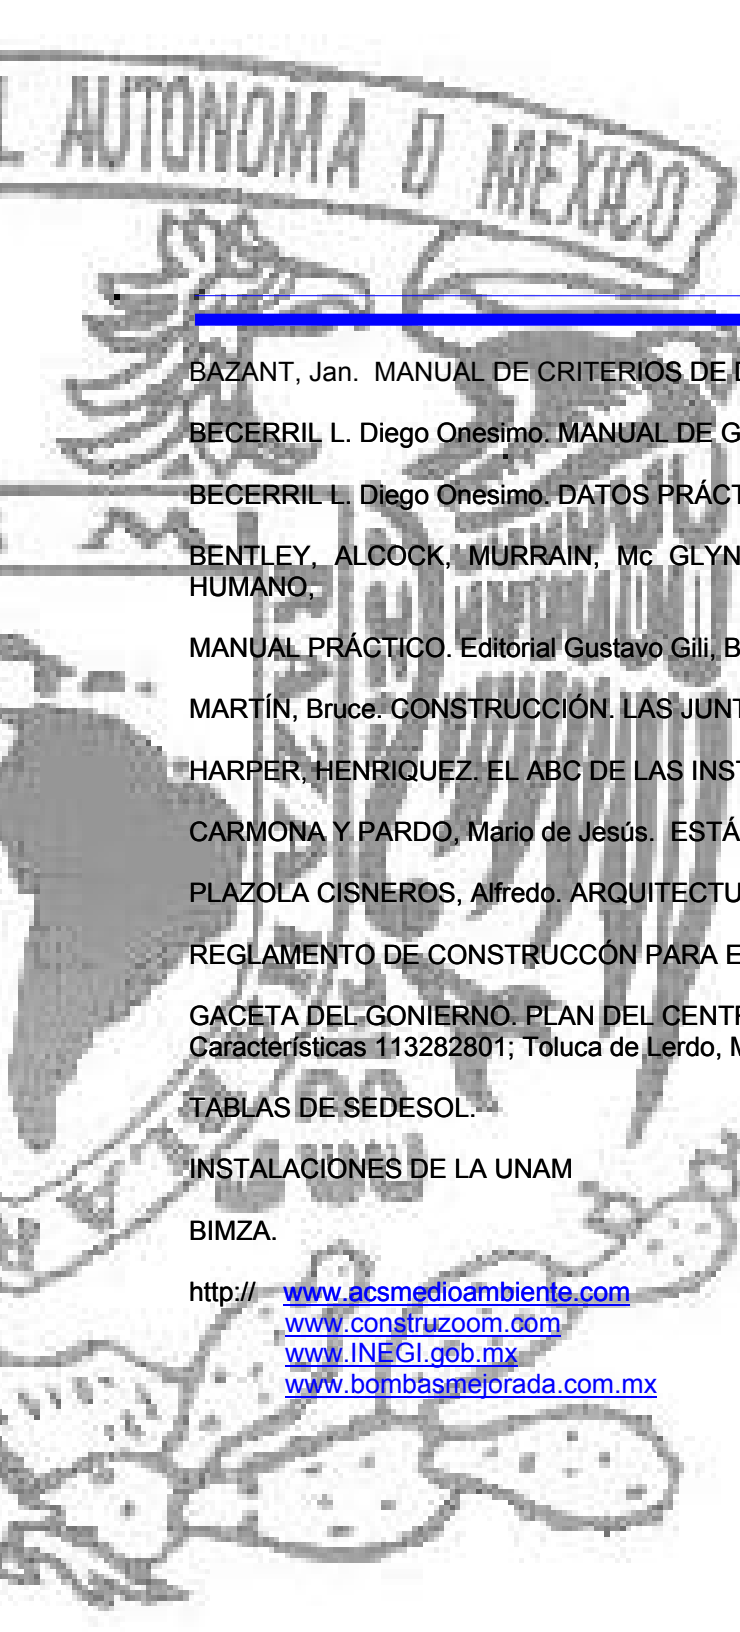 L AUTONOMA D MEXICO
BAZANT, Jan. MANUAL DE CRITERIOS DE
BECERRIL L. Diego Onesimo. MANUAL DE G
BECERRIL L. Diego Onesimo. DATOS PRÁCT
BENTLEY, ALCOCK, MURRAIN, Mc GLYN
HUMANO,
MANUAL PRÁCTICO. Editorial Gustavo Gili, B
MARTÍN, Bruce. CONSTRUCCIÓN. LAS JUNT
HARPER, HENRIQUEZ. EL ABC DE LAS INST
CARMONA Y PARDO, Mario de Jesús. ESTÁ
PLAZOLA CISNEROS, Alfredo. ARQUITECTU
REGLAMENTO DE CONSTRUCCÓN PARA E
GACETA DEL GONIERNO. PLAN DEL CENTR
Características 113282801; Toluca de Lerdo, M
TABLAS DE SEDESOL.
INSTALACIONES DE LA UNAM
BIMZA.
http:// www.acsmedioambiente.com
www.construzoom.com
www.INEGI.gob.mx
www.bombasmejorada.com.mx